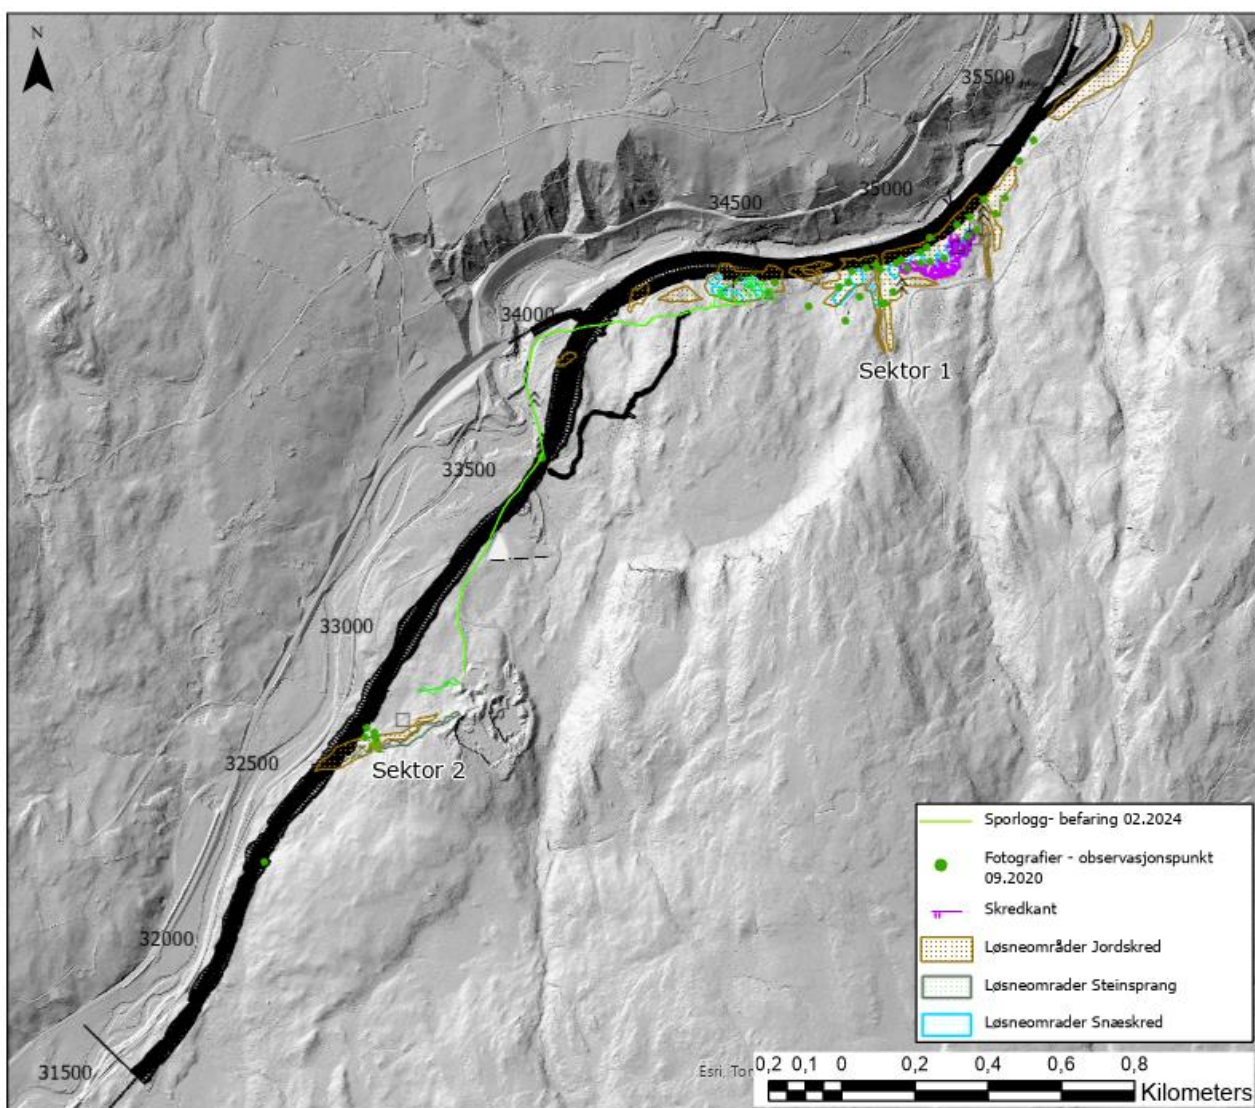 N
35500
35000
34500
34000
Sektor 1
33500
33000
32500
Sektor 2
32000
31500
Sporlogg- befaring 02.2024
Fotografier - observasjonspunkt
09.2020
Skredkant
Løsneområder Jordskred
Løsneomrader Steinsprang
Løsneomrader Snæskred
Esri,
0,2 0,1 0 0,2 0,4 0,6 0,8
Kilometers